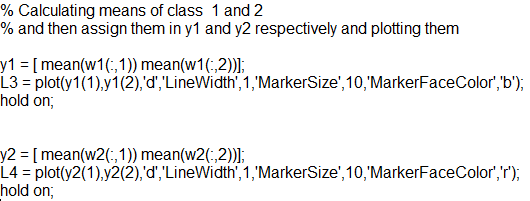 % Calculating means of class 1 and 2
% and then assign them in y1 and y2 respectively and plotting them
y1 = [ mean(w1(:,1)) mean(w1(:,2))];
L3 = plot(y1(1),y1(2),'d','LineWidth',1,'MarkerSize',10,'MarkerFaceColor','b');
hold on;
y2 = [ mean(w2(:,1)) mean(w2(:,2))];
L4 = plot(y2(1),y2(2),'d','LineWidth',1,'MarkerSize',10,'MarkerFaceColor','r');
hold on;